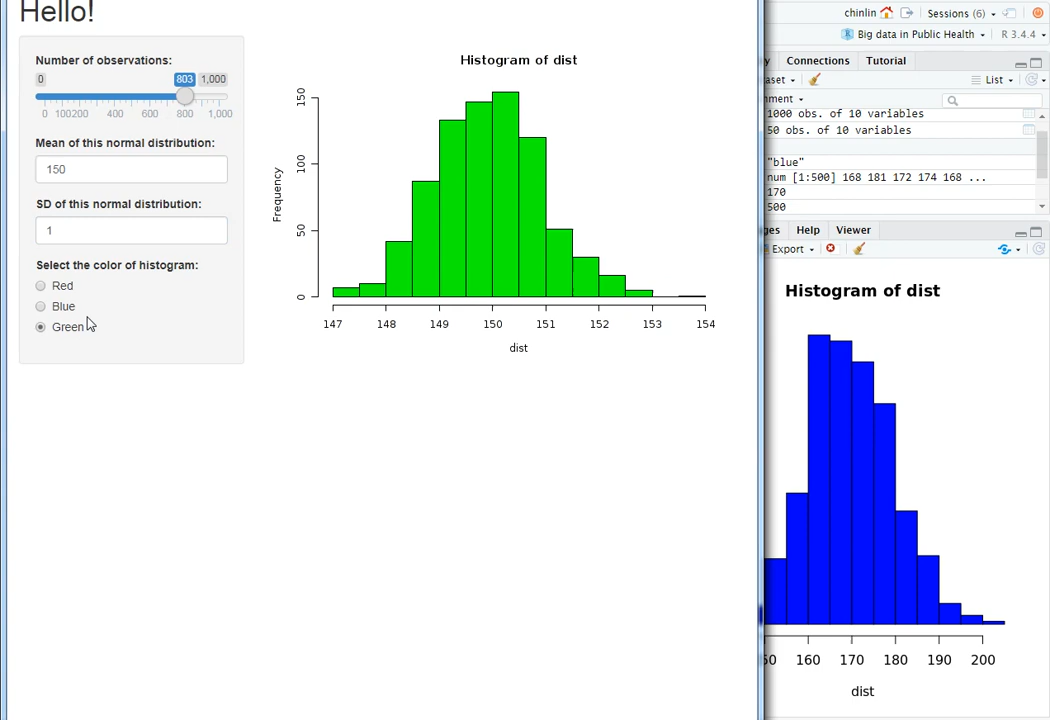 Hello!
Number of observations:
0 803 1,000
0 100200 400 600 800 1,000
Mean of this normal distribution:
150
SD of this normal distribution:
1
Select the color of histogram:
Red
Blue
Green
Histogram of dist
Frequency
150
100
50
0
147 148 149 150 151 152 153 154
dist
chinlin Sessions (6)
Big data in Public Health R 3.4.4
y Connections Tutorial
aset List
nment
1000 obs. of 10 variables
50 obs. of 10 variables
"blue"
num [1:500] 168 181 172 174 168 ...
170
500
ges Help Viewer
Export
Histogram of dist
50 160 170 180 190 200
dist